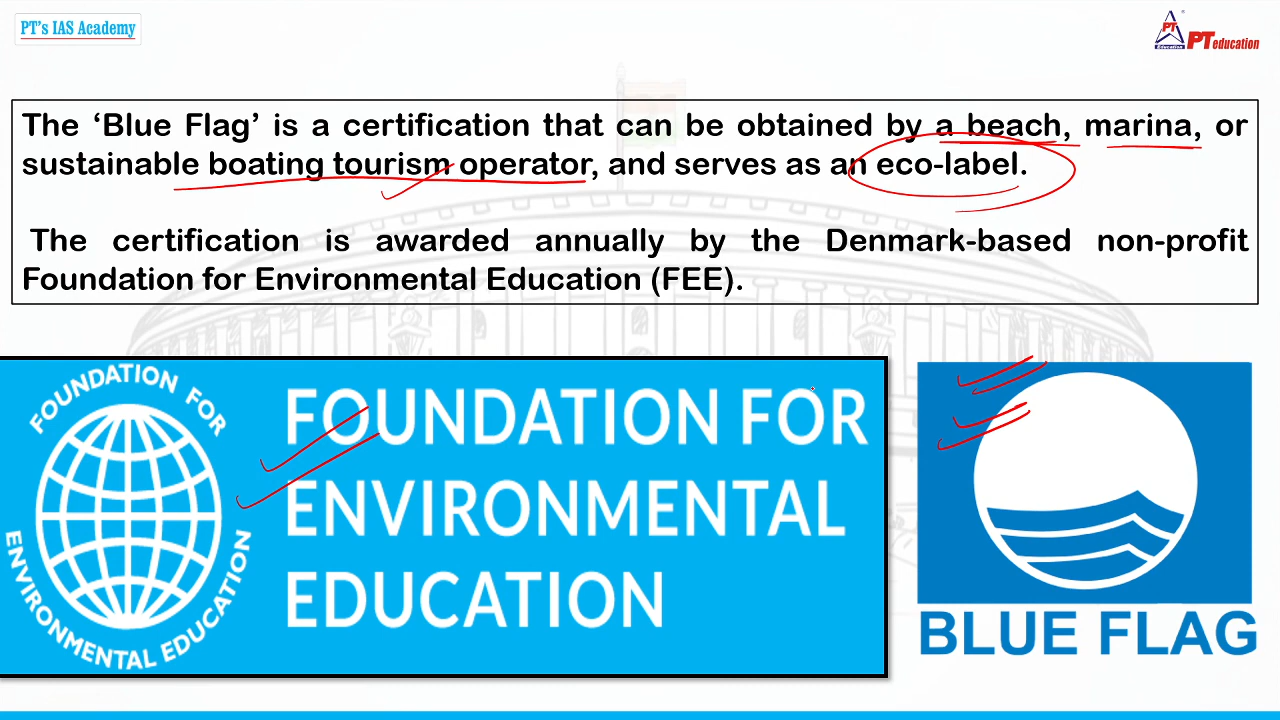 PT's IAS Academy
PT
Education
PT education
The ‘Blue Flag’ is a certification that can be obtained by a beach, marina, or
sustainable boating tourism operator, and serves as an eco-label.
The certification is awarded annually by the Denmark-based non-profit
Foundation for Environmental Education (FEE).
FOUNDATION FOR
ENVIRONMENTAL EDUCATION
FOUNDATION FOR
ENVIRONMENTAL
EDUCATION
BLUE FLAG